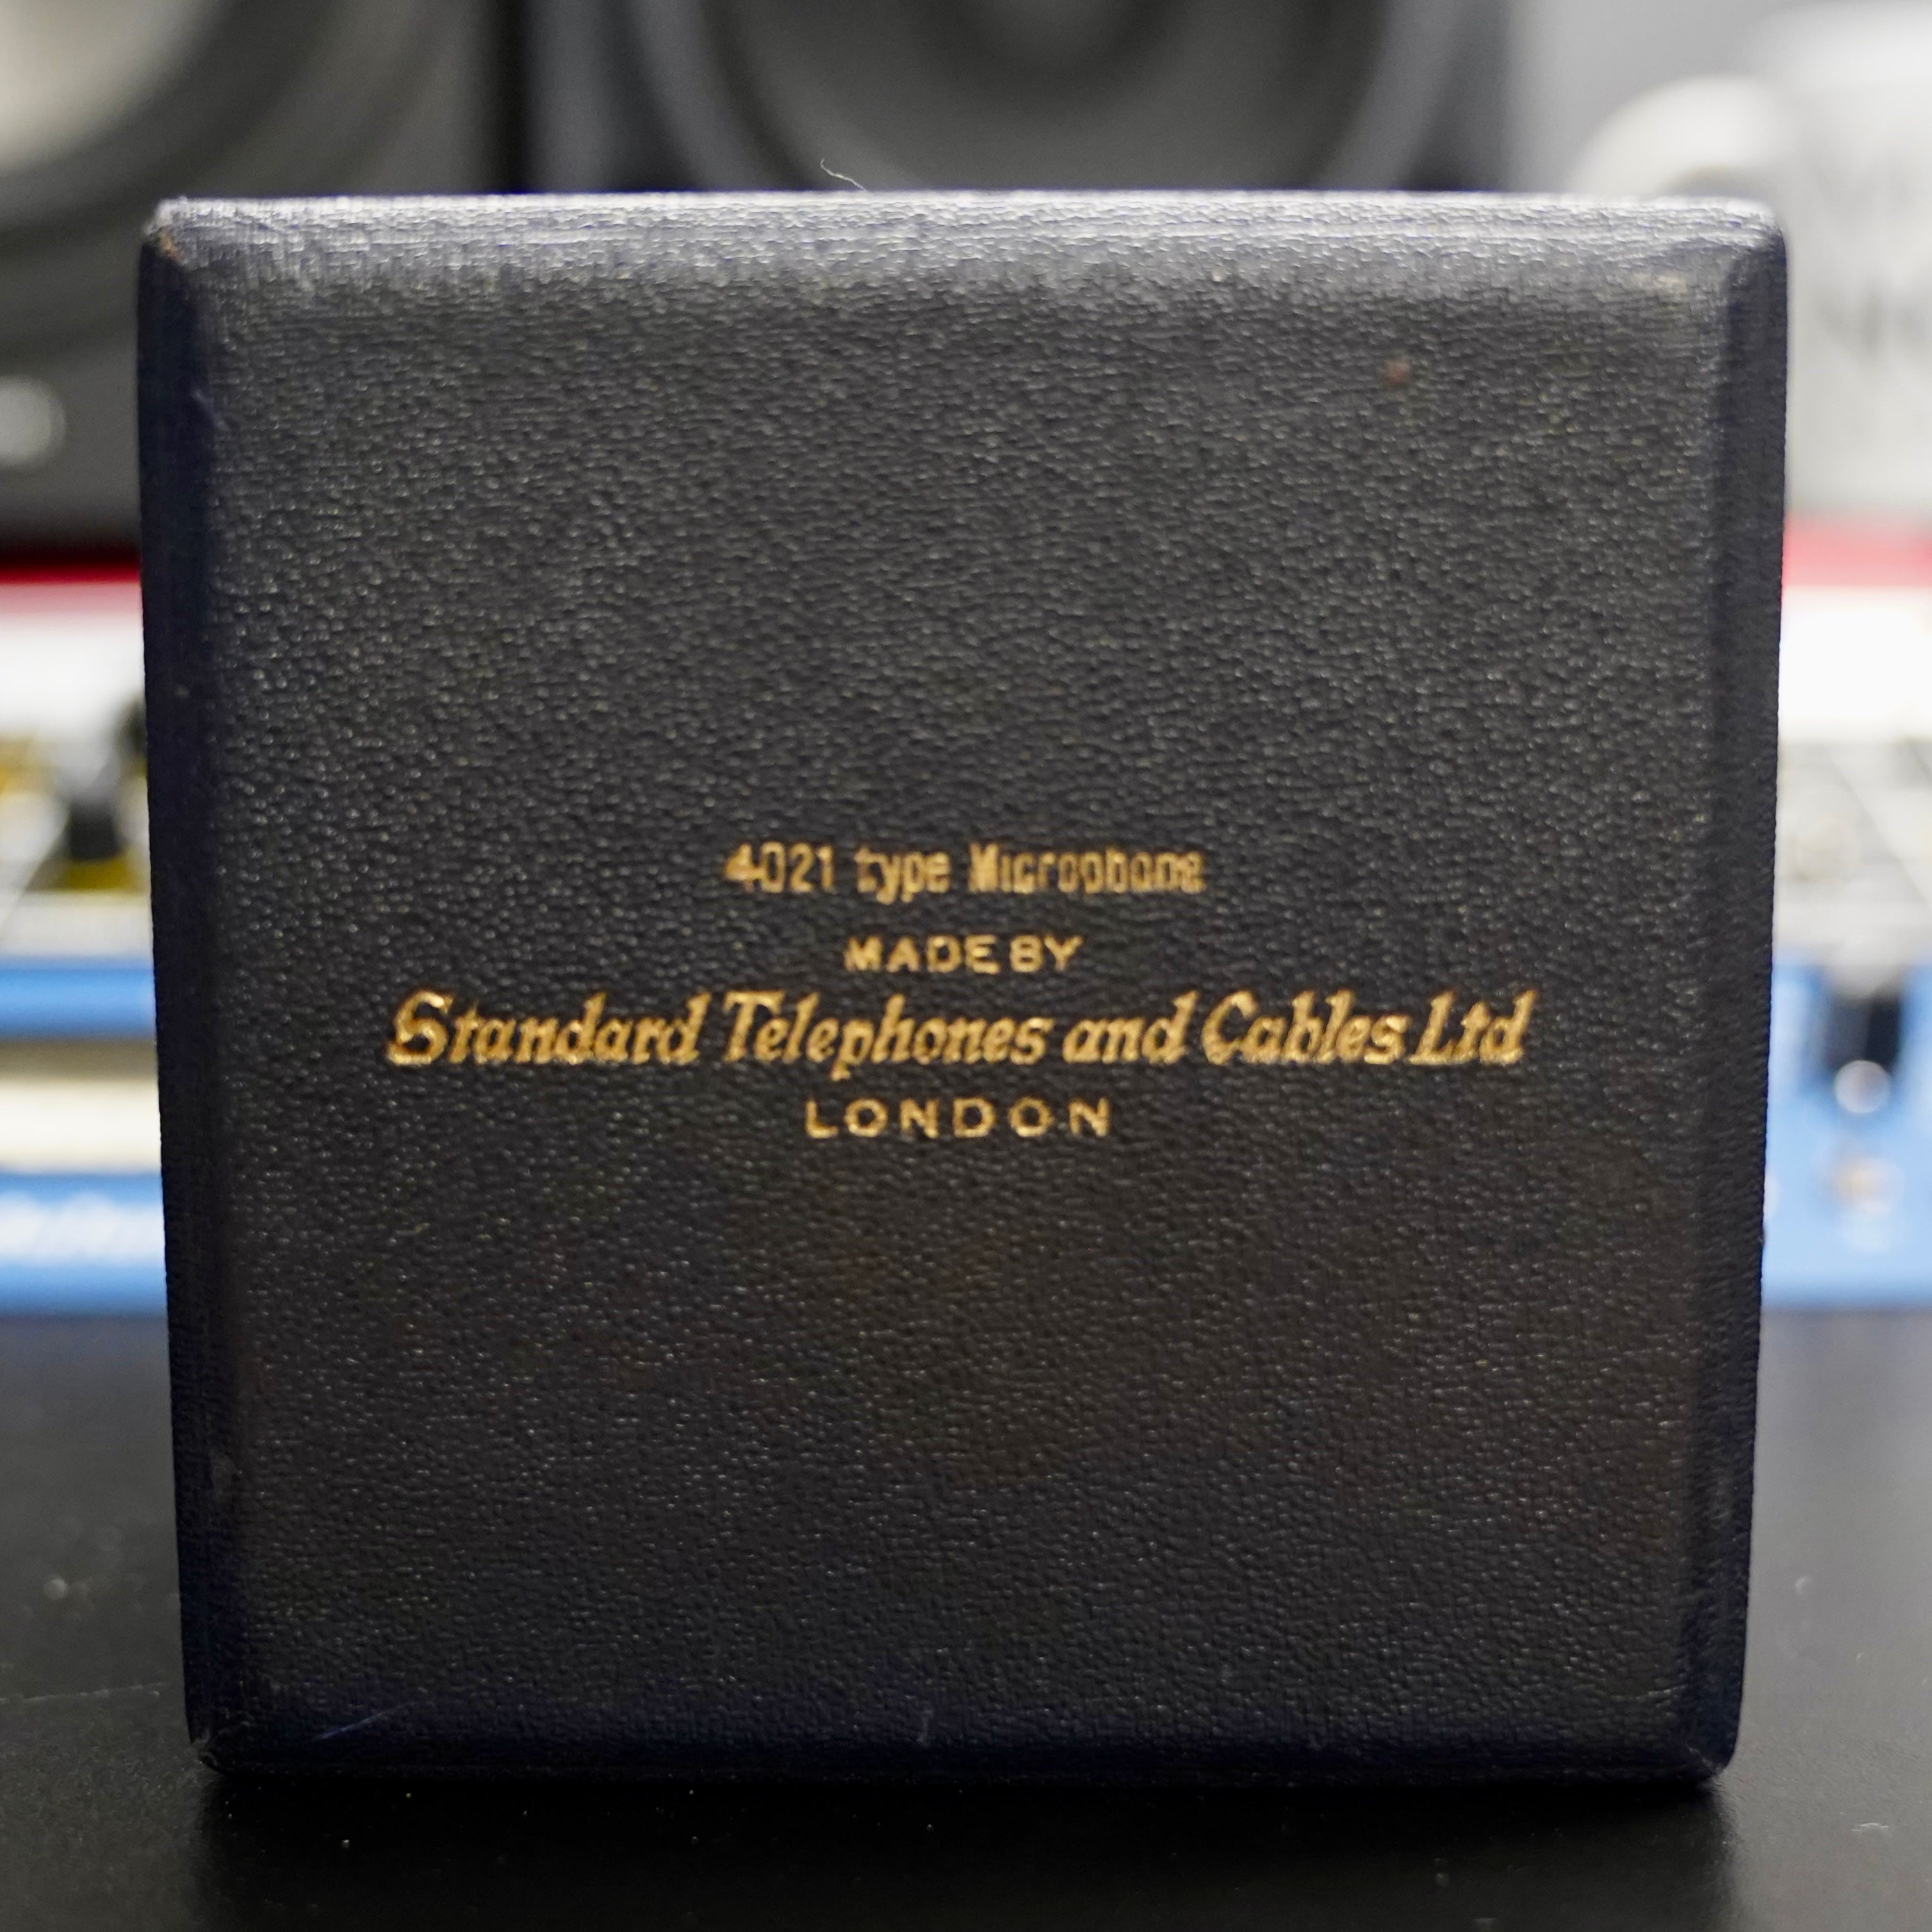 4021 type Microphone
MADE BY
Standard Telephones and Cables Ltd
LONDON